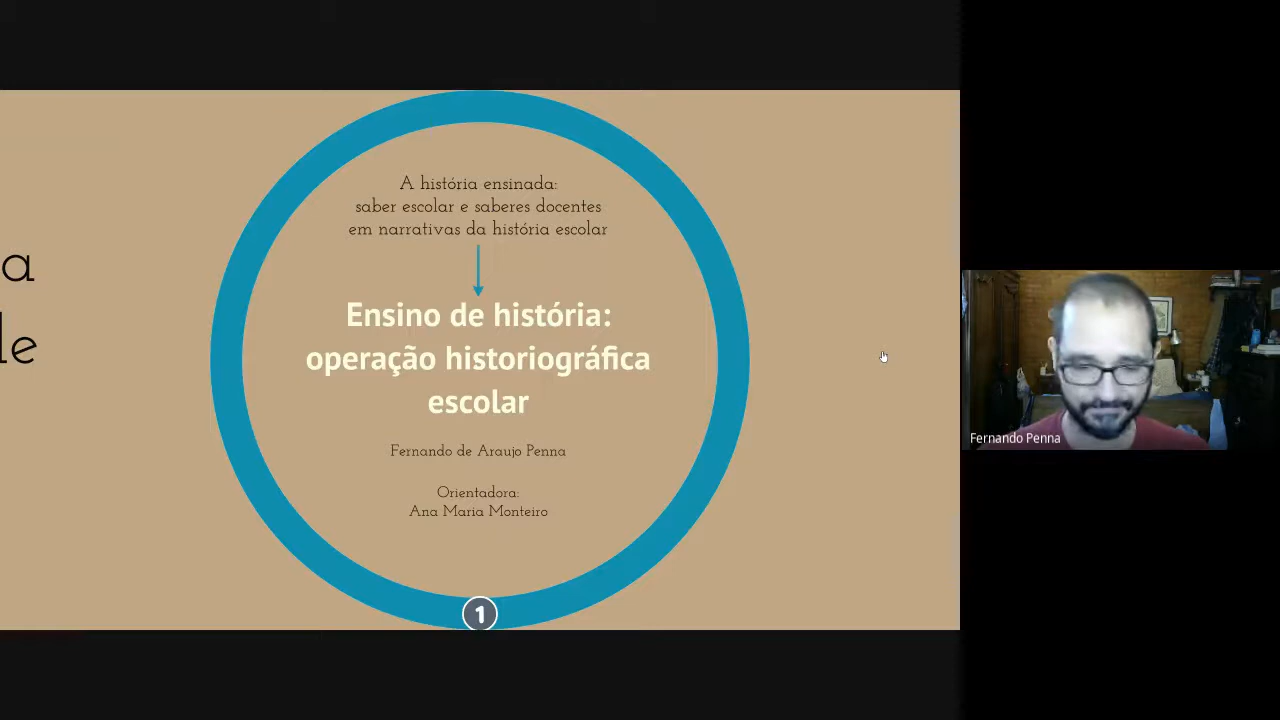 a
le
A história ensinada:
saber escolar e saberes docentes
em narrativas da história escolar
Ensino de história:
operação historiográfica
escolar
Fernando de Araujo Penna
Orientadora:
Ana Maria Monteiro
1
Fernando Penna